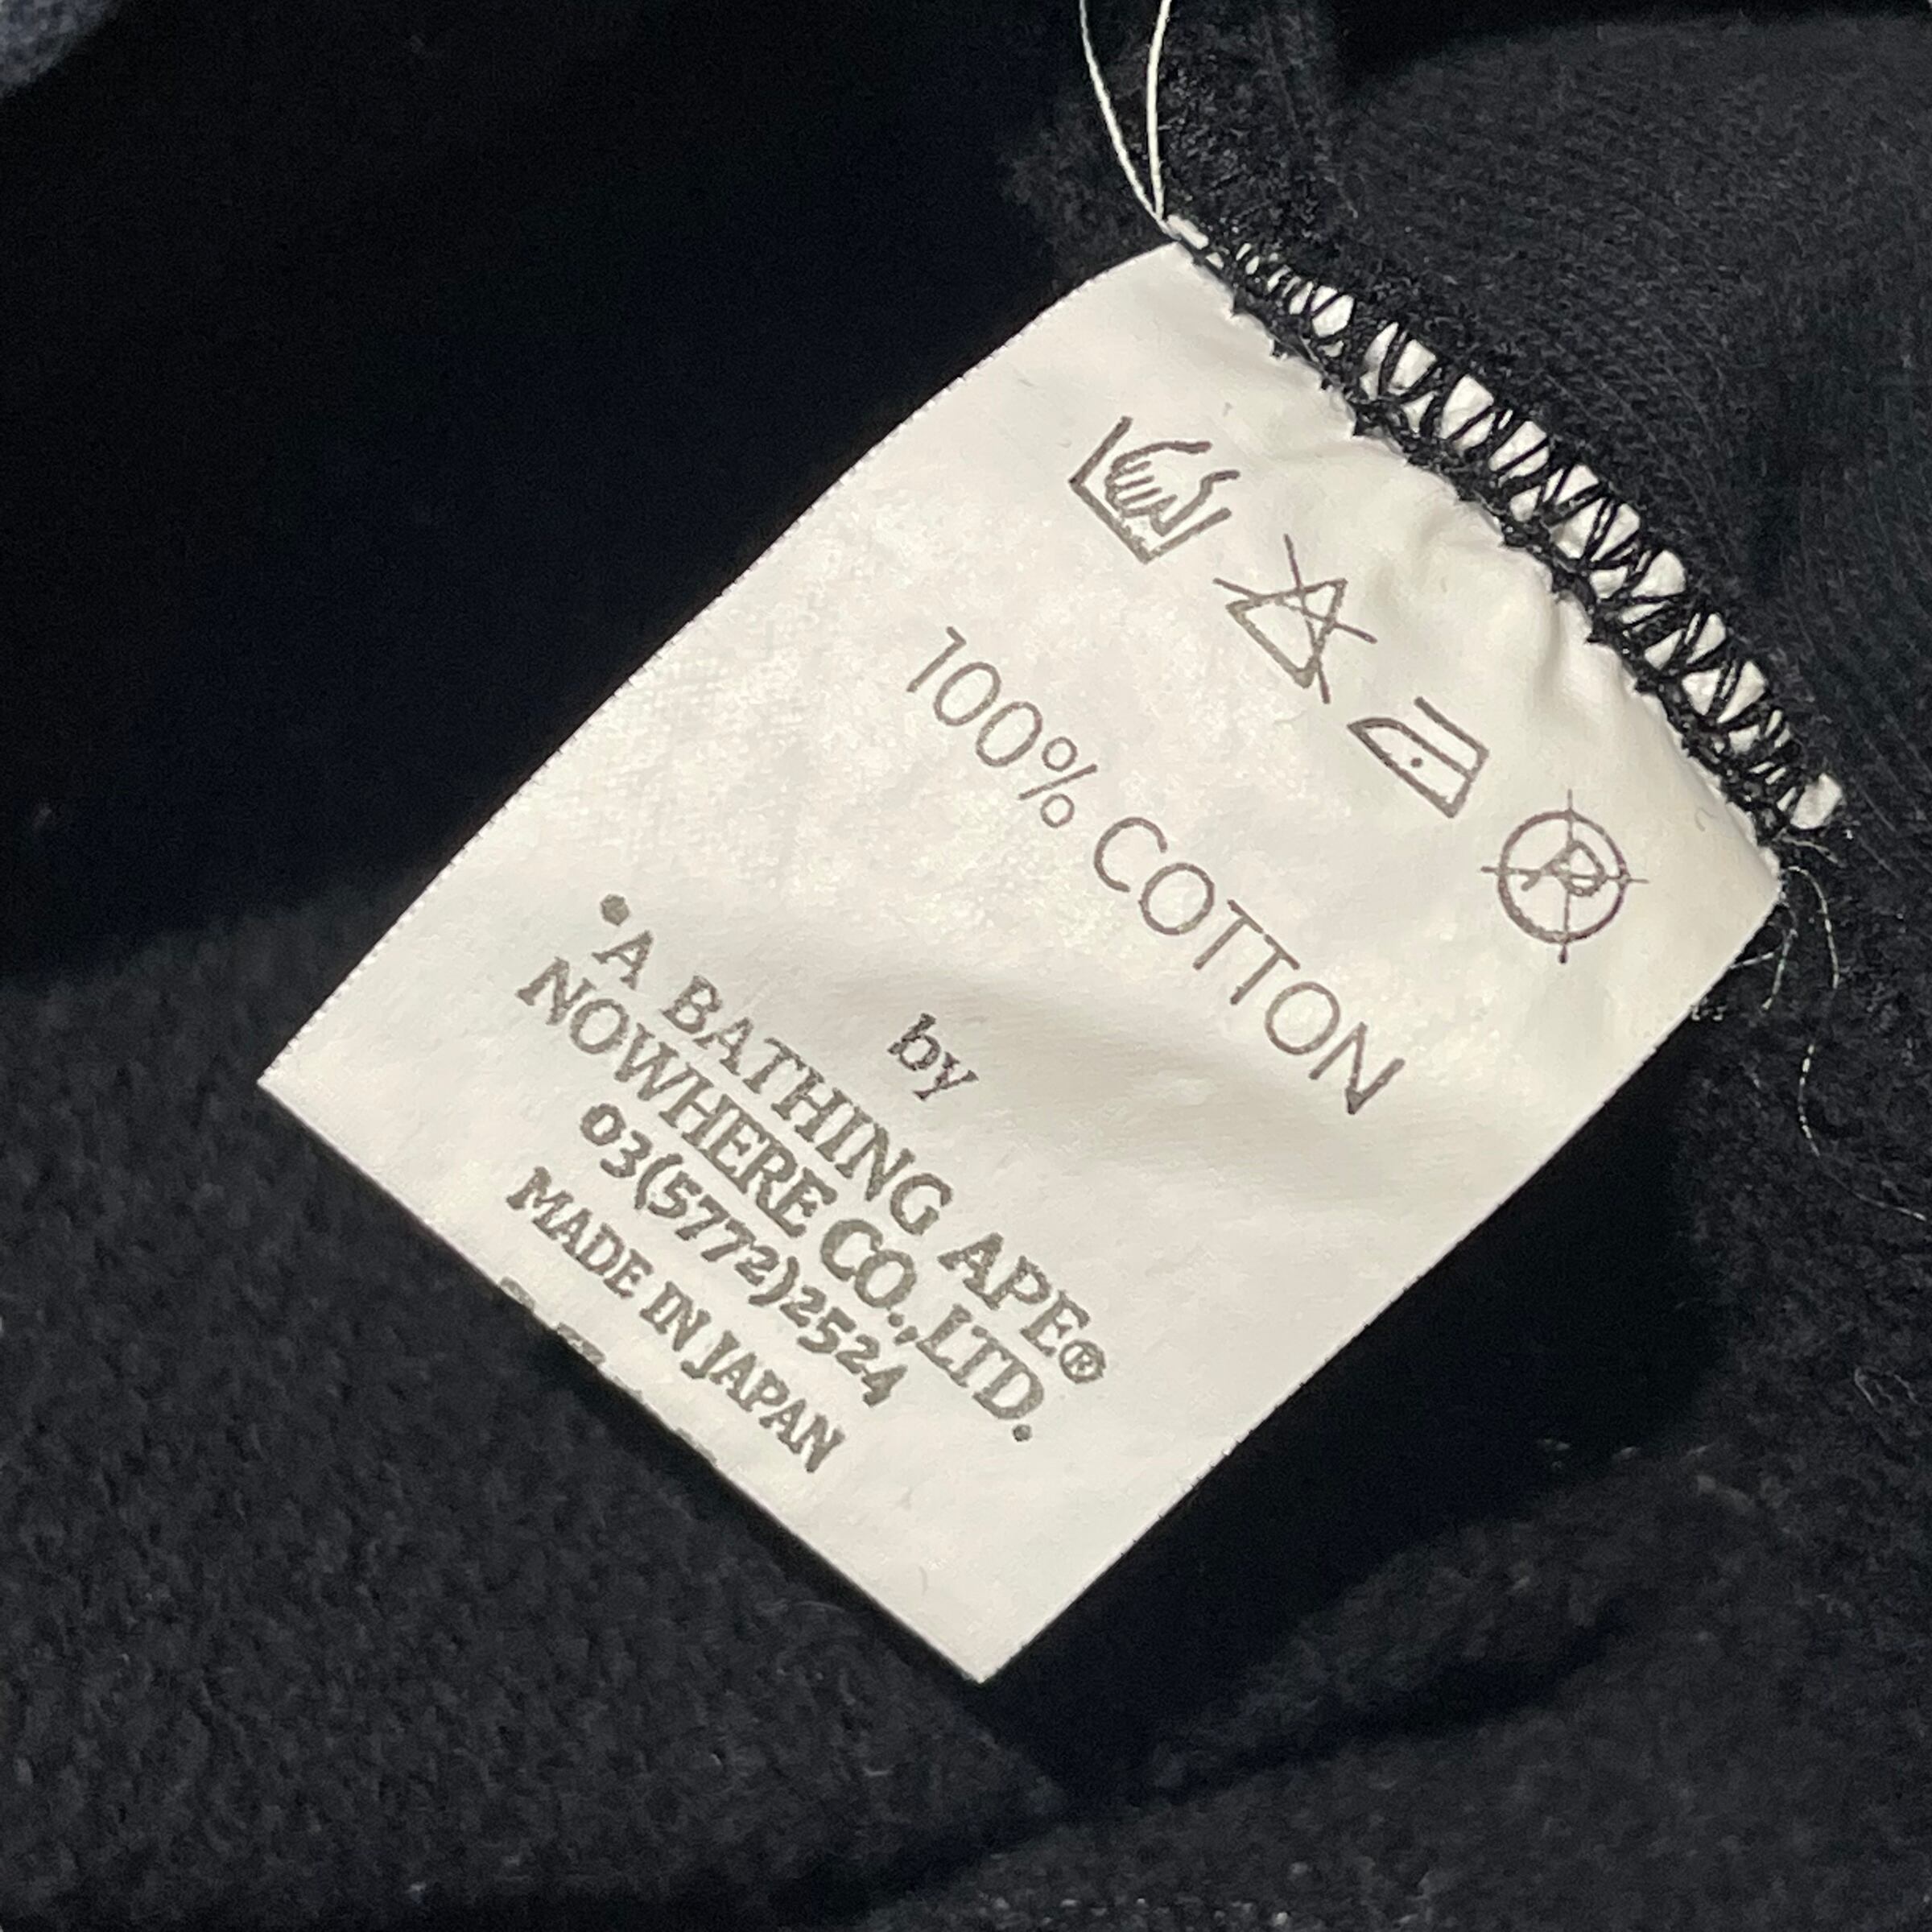 P
100% COTTON
by
•A BATHING APE®
NOWHERE CO.,LTD.
03(5772)2524
MADE IN JAPAN